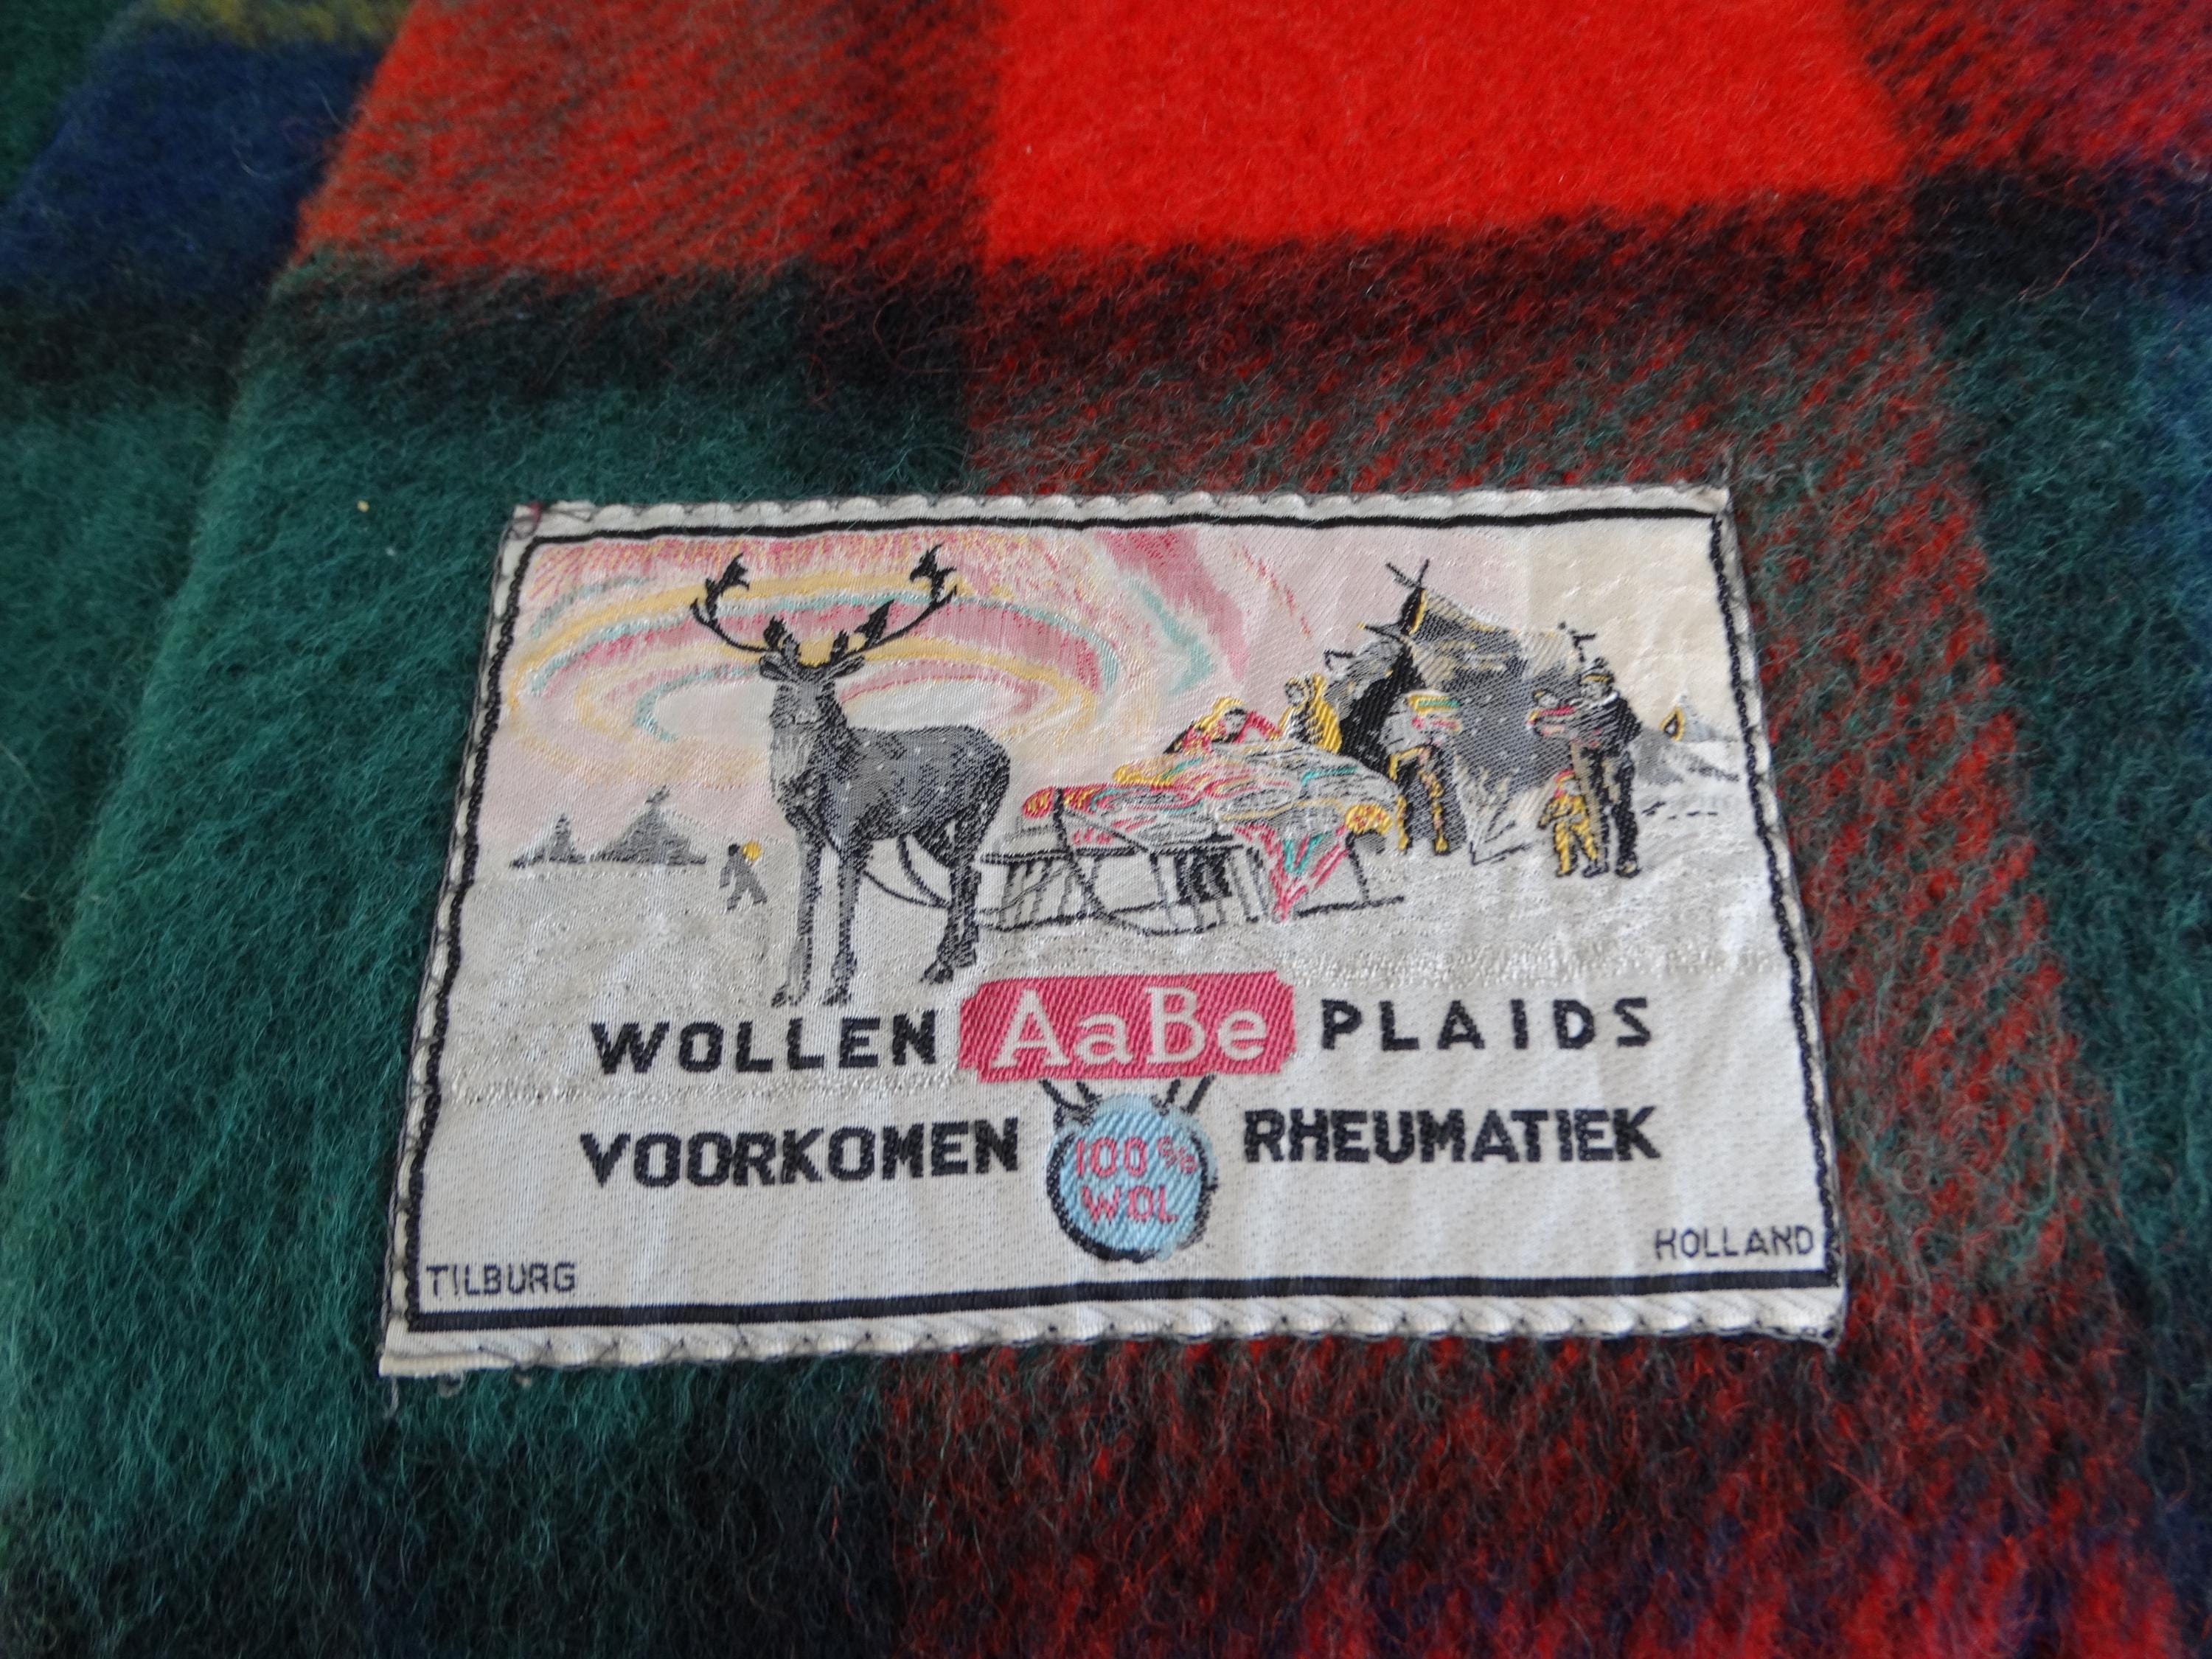 WOLLEN AaBe PLAIDS
VOORKOMEN RHEUMATIEK
100%
WOL
TILBURG
HOLLAND